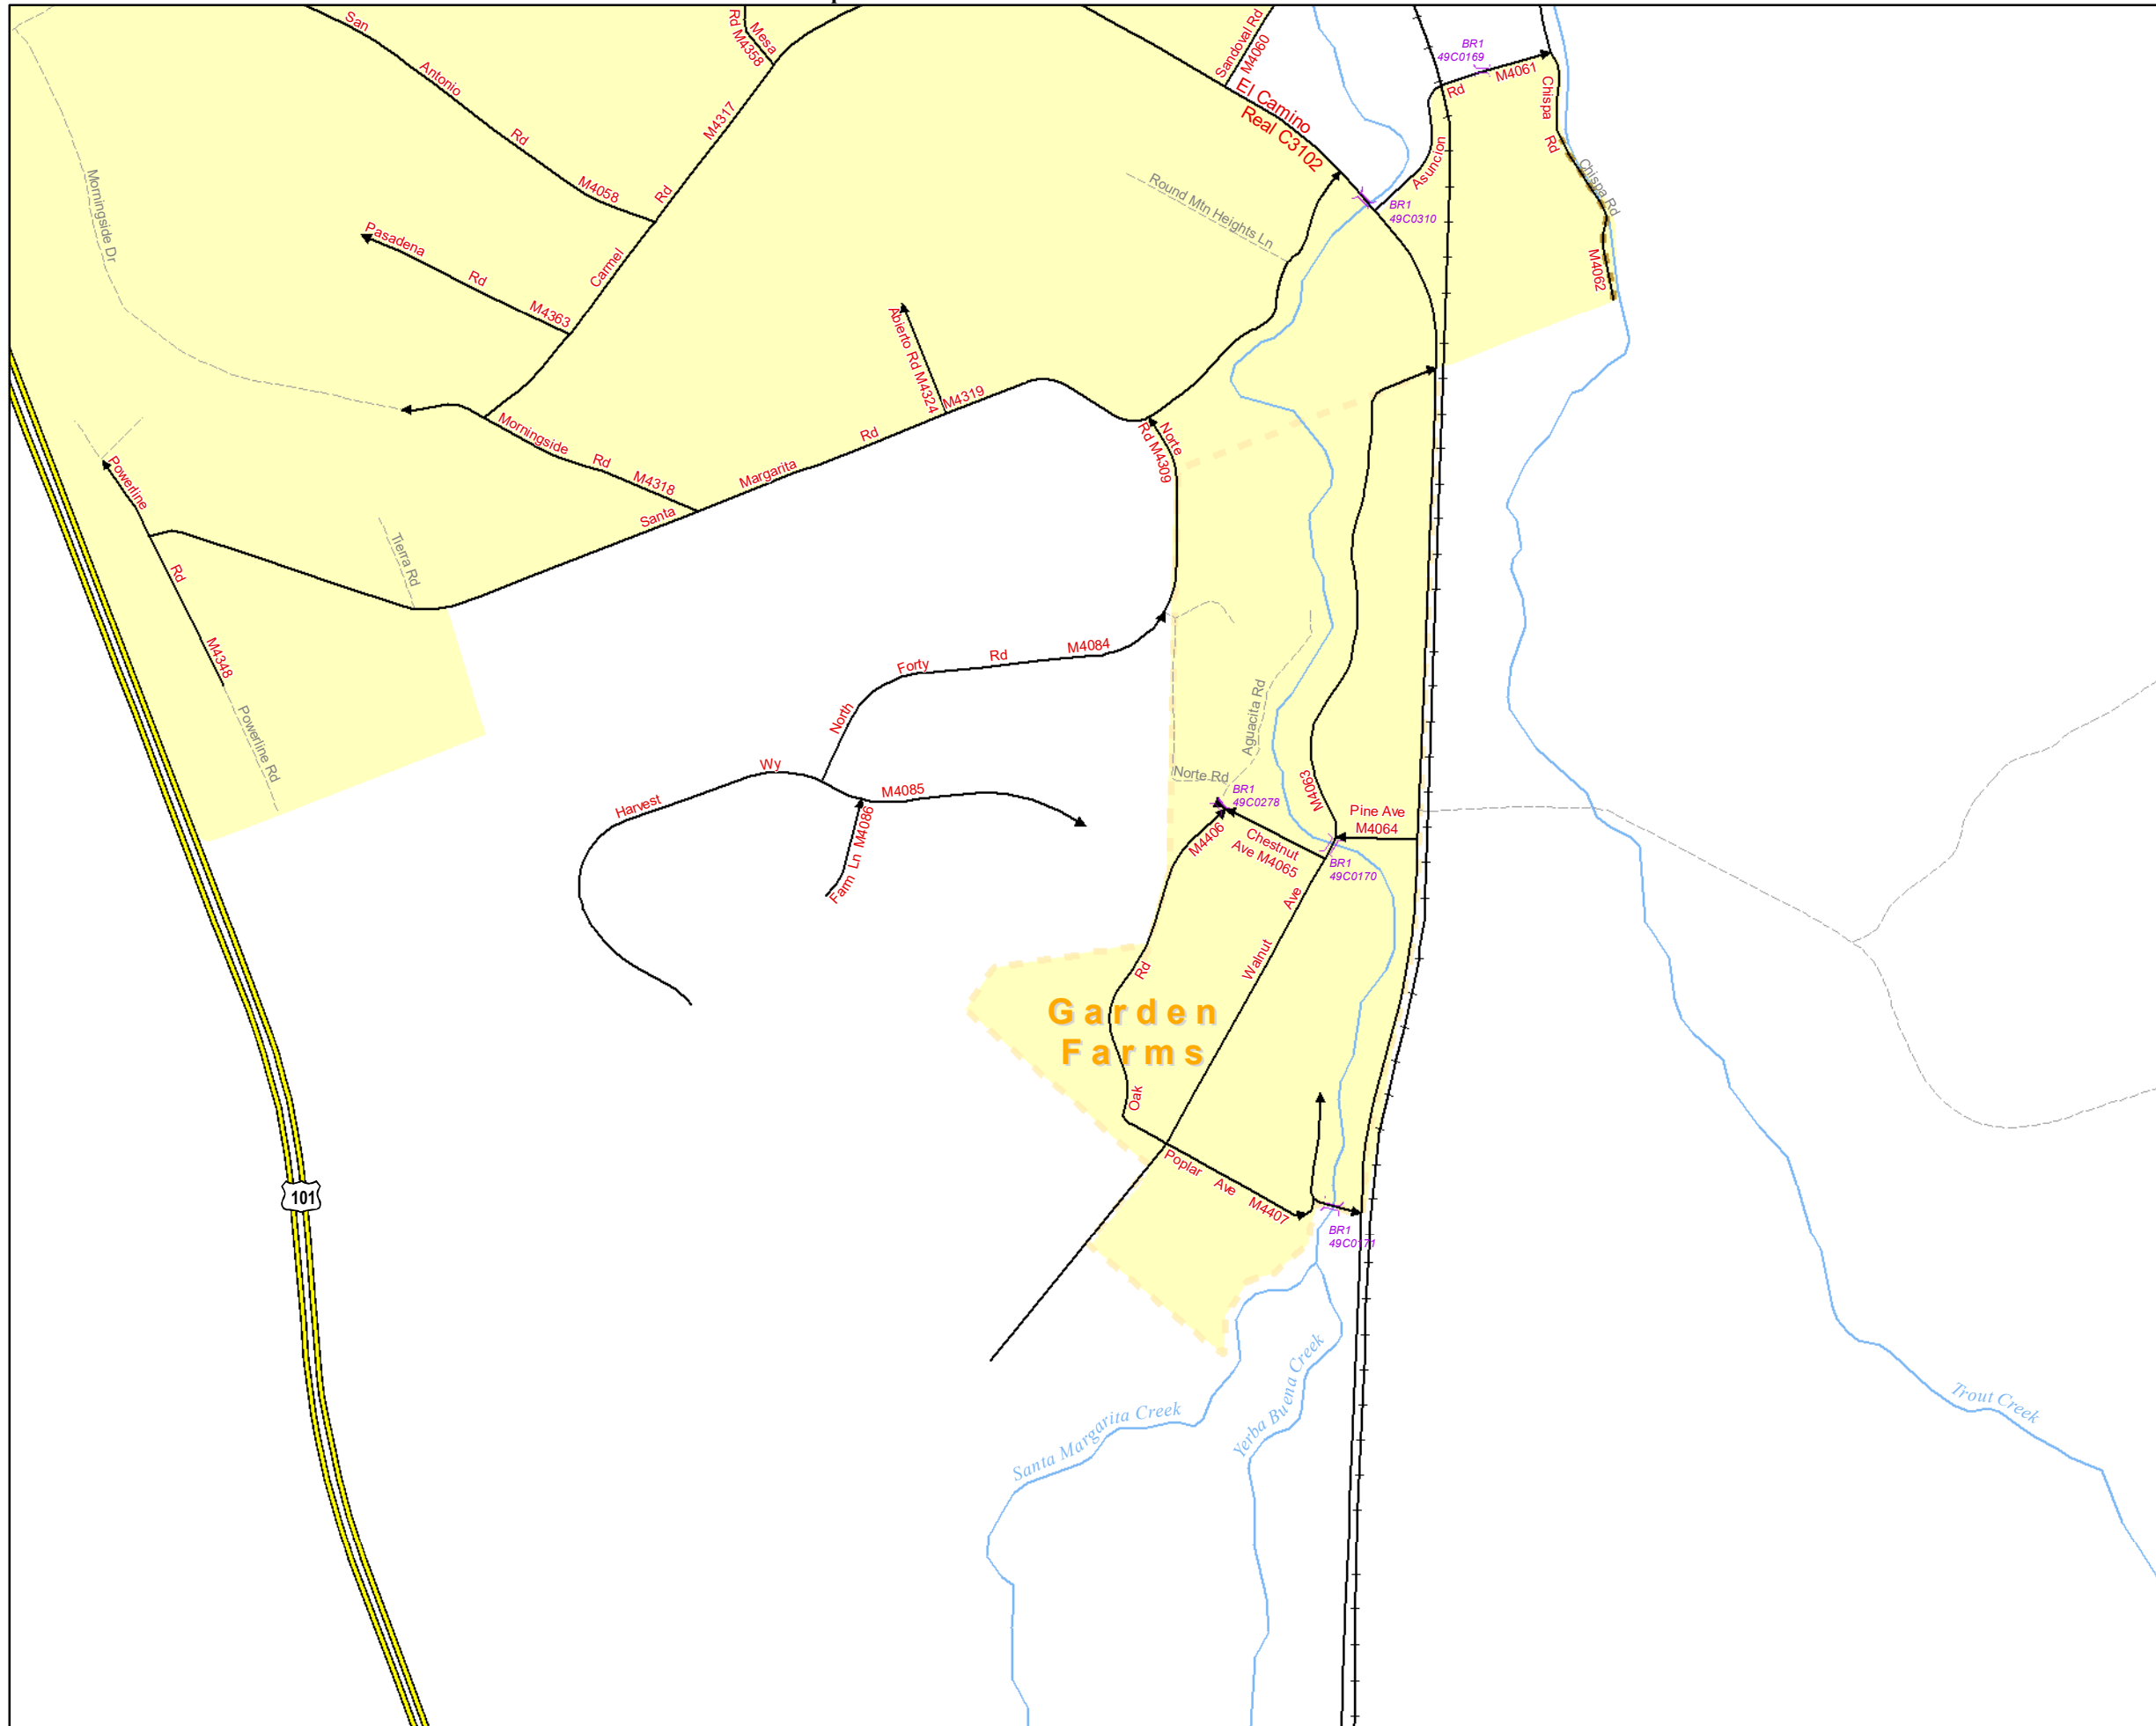 San
Antonio
Rd
M4058
Mesa
Rd M4358
M4317
Rd
Carmel
Sandoval Rd
M4060
El Camino
Real C3102
BR1
49C0169
M4061
Rd
Asuncion
Chispa
Rd
Chispa Rd
M4062
BR1
49C0310
Round Mtn Heights Ln
Morningside Dr
Pasadena
Rd
M4363
Abierto Rd M4324
M4319
Rd
Margarita
Santa
Morningside
Rd
M4318
Norte
Rd M4309
Powerline
Rd
M4348
Powerline Rd
Tierra Rd
Forty
Rd
M4084
North
Harvest
Wy
M4085
Farm Ln M4086
Aguacita Rd
Norte Rd
BR1
49C0278
M4063
Pine Ave
M4064
Chestnut
Ave M4065
M4406
BR1
49C0170
Ave
Walnut
Rd
Oak
Garden
Farms
Poplar
Ave
M4407
BR1
49C0171
101
Santa Margarita Creek
Yerba Buena Creek
Trout Creek